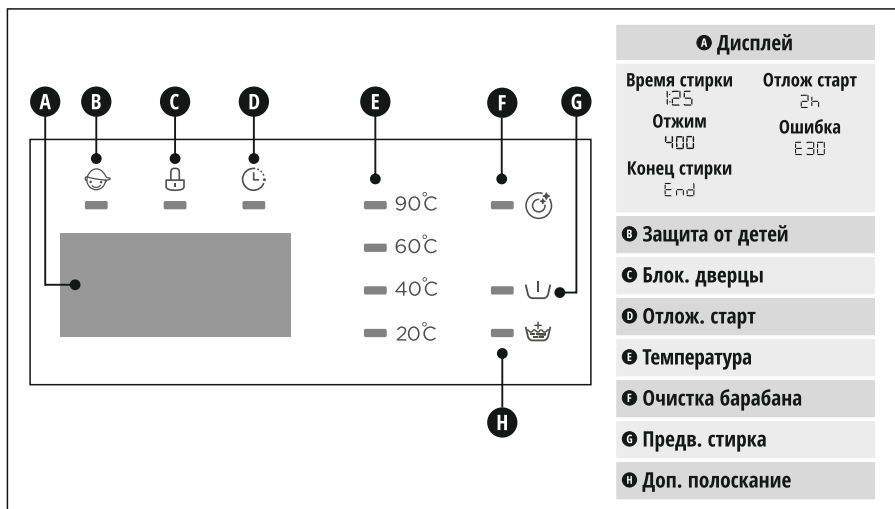 A B C D E F G
90℃
60℃
40℃
20℃
H
A Дисплей
Время стирки Отлож старт
1:25 2h
Отжим Ошибка
400 E30
Конец стирки
End
B Защита от детей
C Блок. дверцы
D Отлож. старт
E Температура
F Очистка барабана
G Предв. стирка
H Доп. полоскание